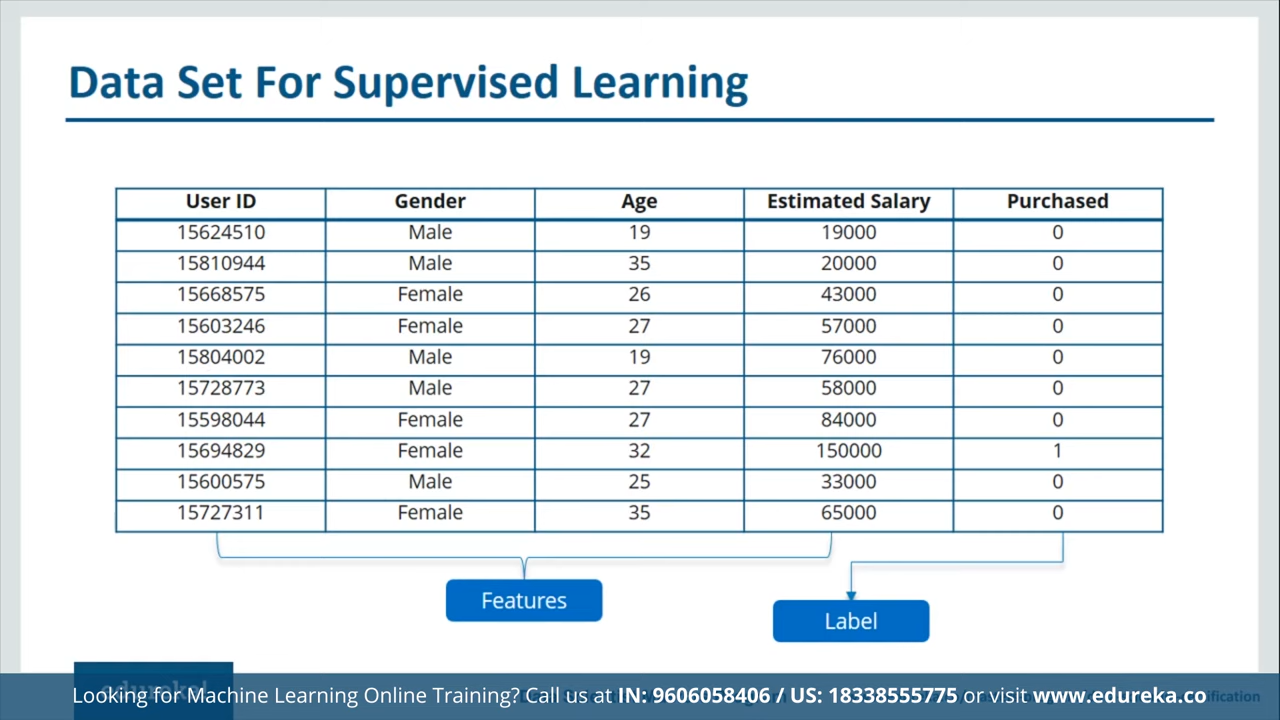 Data Set For Supervised Learning
User ID Gender Age Estimated Salary Purchased
15624510 Male 19 19000 0
15810944 Male 35 20000 0
15668575 Female 26 43000 0
15603246 Female 27 57000 0
15804002 Male 19 76000 0
15728773 Male 27 58000 0
15598044 Female 27 84000 0
15694829 Female 32 150000 1
15600575 Male 25 33000 0
15727311 Female 35 65000 0
Features
Label
Looking for Machine Learning Online Training? Call us at IN: 9606058406 / US: 18338555775 or visit www.edureka.co